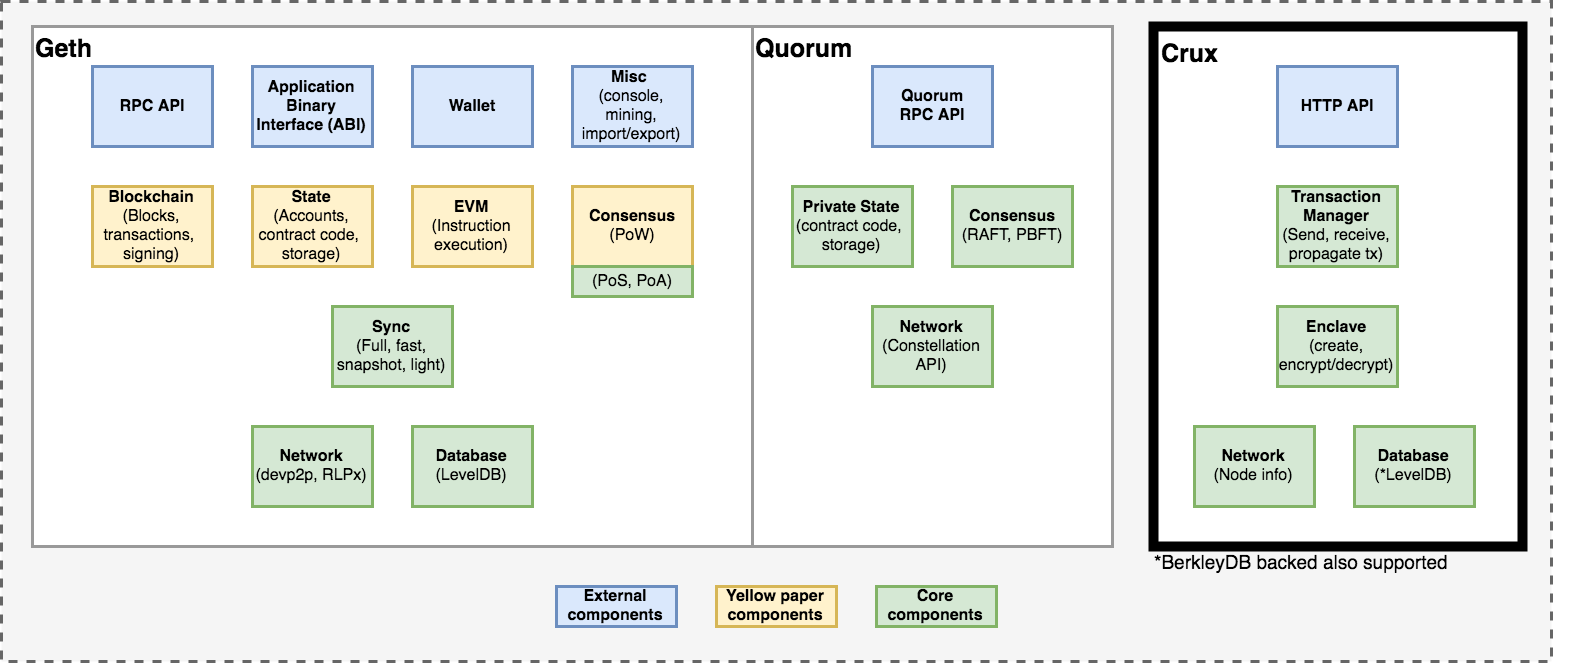 Geth
RPC API
Application
Binary
Interface (ABI)
Wallet
Misc
(console,
mining,
import/export)
Blockchain
(Blocks,
transactions,
signing)
State
(Accounts,
contract code,
storage)
EVM
(Instruction
execution)
Consensus
(PoW)
(PoS, PoA)
Sync
(Full, fast,
snapshot, light)
Network
(devp2p, RLPx)
Database
(LevelDB)
Quorum
Quorum
RPC API
Private State
(contract code,
storage)
Consensus
(RAFT, PBFT)
Network
(Constellation
API)
Crux
HTTP API
Transaction
Manager
(Send, receive,
propagate tx)
Enclave
(create,
encrypt/decrypt)
Network
(Node info)
Database
(*LevelDB)
*BerkleyDB backed also supported
External
components
Yellow paper
components
Core
components